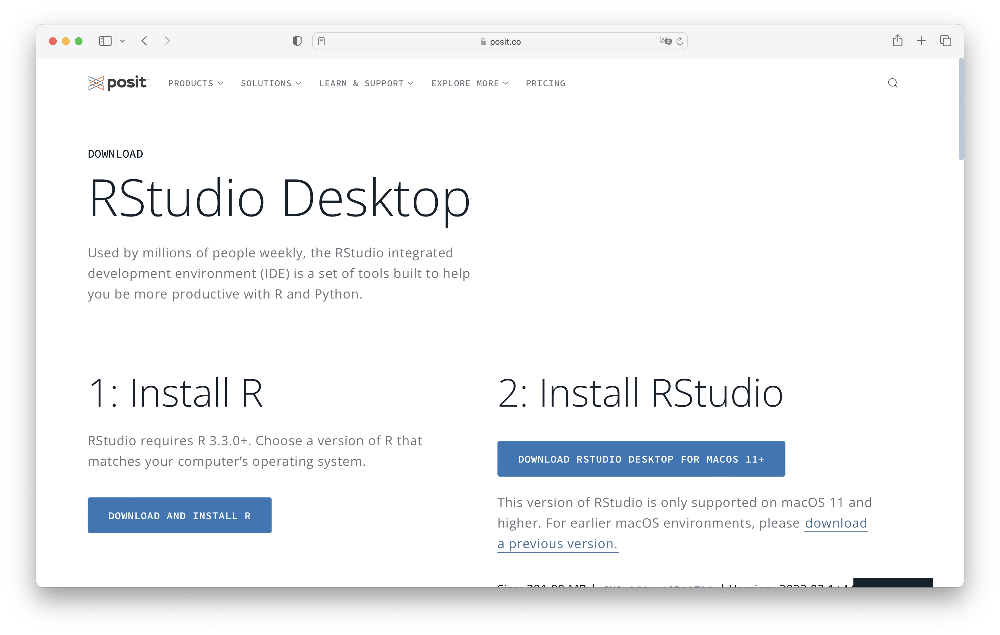 posit.co
posit™
PRODUCTS
SOLUTIONS
LEARN & SUPPORT
EXPLORE MORE
PRICING
DOWNLOAD
RStudio Desktop
Used by millions of people weekly, the RStudio integrated
development environment (IDE) is a set of tools built to help
you be more productive with R and Python.
1: Install R
RStudio requires R 3.3.0+. Choose a version of R that
matches your computer’s operating system.
DOWNLOAD AND INSTALL R
2: Install RStudio
DOWNLOAD RSTUDIO DESKTOP FOR MACOS 11+
This version of RStudio is only supported on macOS 11 and
higher. For earlier macOS environments, please download
a previous version.
Size: MB | | Version: